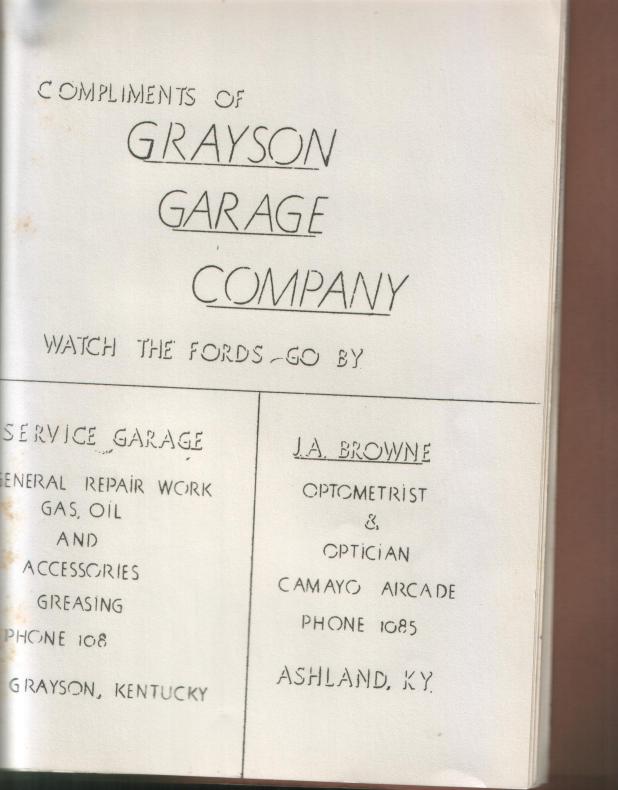 COMPLIMENTS OF
GRAYSON
GARAGE
COMPANY
WATCH THE FORDS - GO BY
SERVICE GARAGE
GENERAL REPAIR WORK
GAS, OIL
AND
ACCESSORIES
GREASING
PHONE 108
GRAYSON, KENTUCKY
J.A. BROWNE
OPTOMETRIST
&
OPTICIAN
CAMAYO ARCADE
PHONE 1085
ASHLAND, KY.